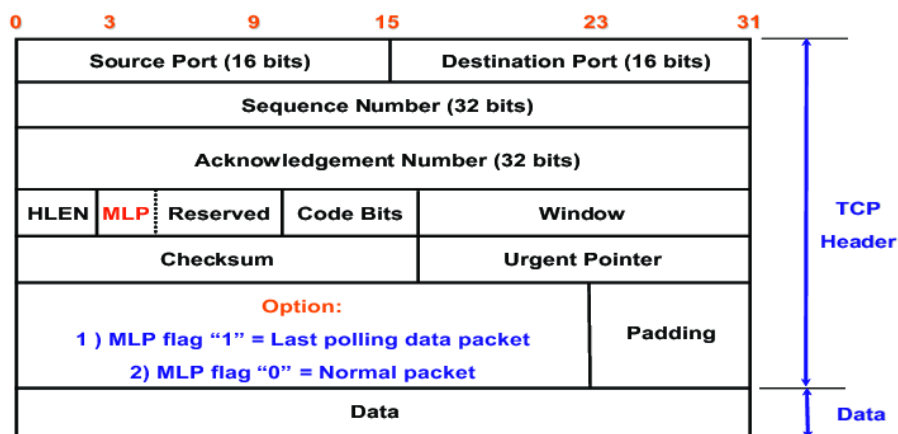 0 3 9 15 23 31
Source Port (16 bits) Destination Port (16 bits)
Sequence Number (32 bits)
Acknowledgement Number (32 bits)
HLEN MLP Reserved Code Bits Window
Checksum Urgent Pointer
Option:
1 ) MLP flag “1” = Last polling data packet
2) MLP flag “0” = Normal packet
Padding
Data
TCP
Header
Data